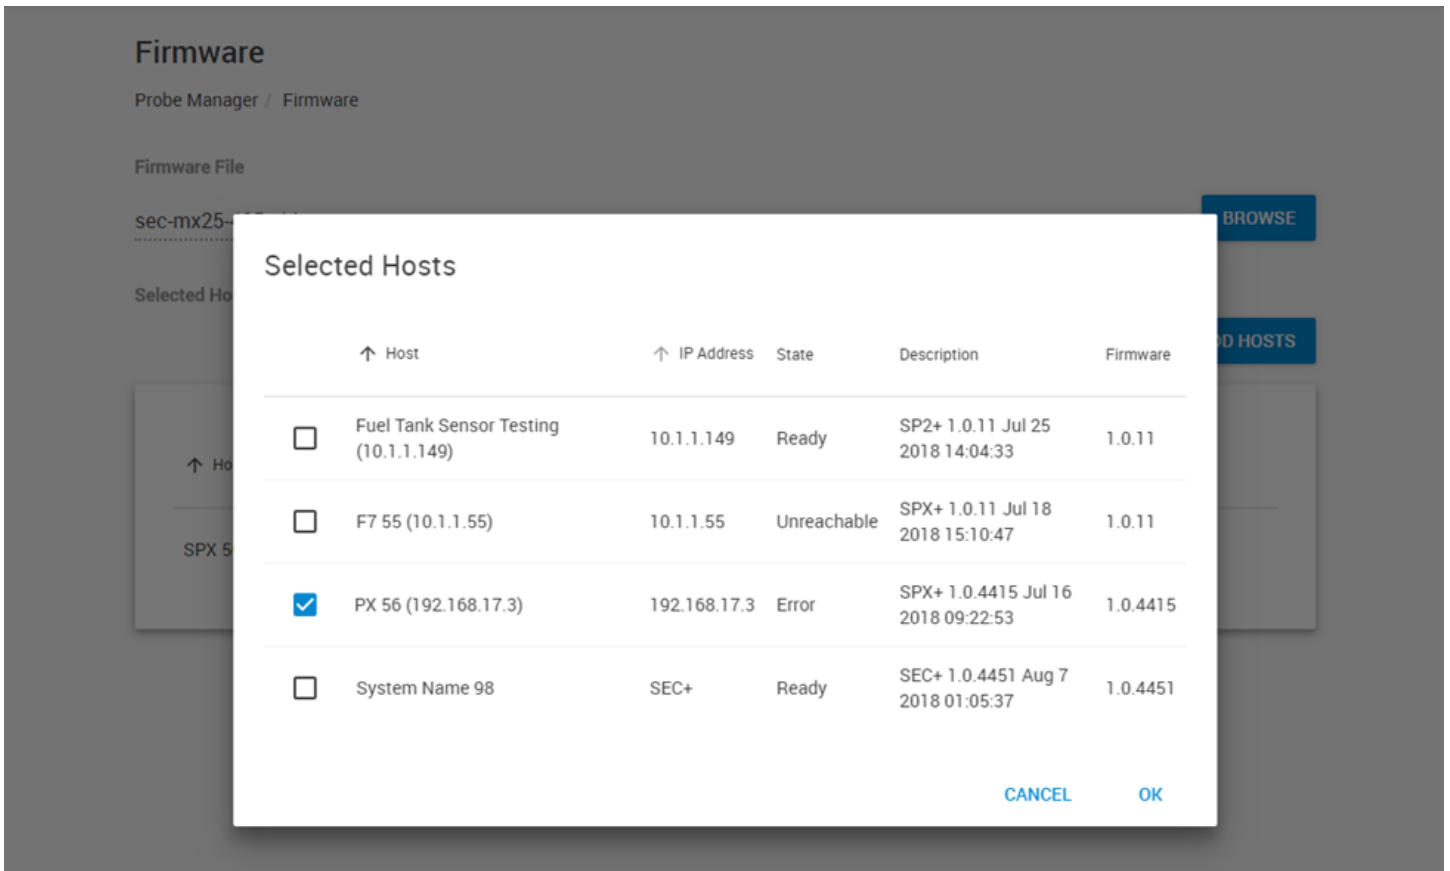 Firmware
Probe Manager / Firmware
Firmware File
sec-mx25-
BROWSE
Selected Hosts
Selected
HOSTS
Host IP Address State Description Firmware
Fuel Tank Sensor Testing
(10.1.1.149)
10.1.1.149 Ready
SP2+ 1.0.11 Jul 25
2018 14:04:33
1.0.11
F7 55 (10.1.1.55) 10.1.1.55 Unreachable
SPX+ 1.0.11 Jul 18
2018 15:10:47
1.0.11
SPX
PX 56 (192.168.17.3) 192.168.17.3 Error
SPX+ 1.0.4415 Jul 16
2018 09:22:53
1.0.4415
System Name 98 SEC+ Ready
SEC+ 1.0.4451 Aug 7
2018 01:05:37
1.0.4451
CANCEL OK